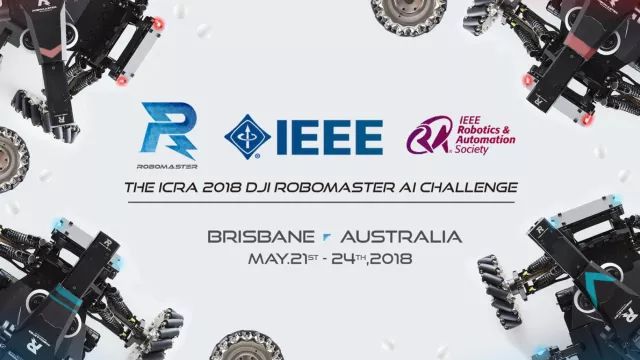 ROBOMASTER
IEEE
IEEE
Robotics &
Automation
Society
THE ICRA 2018 DJI ROBOMASTER AI CHALLENGE
BRISBANE AUSTRALIA
MAY.21ST - 24TH,2018